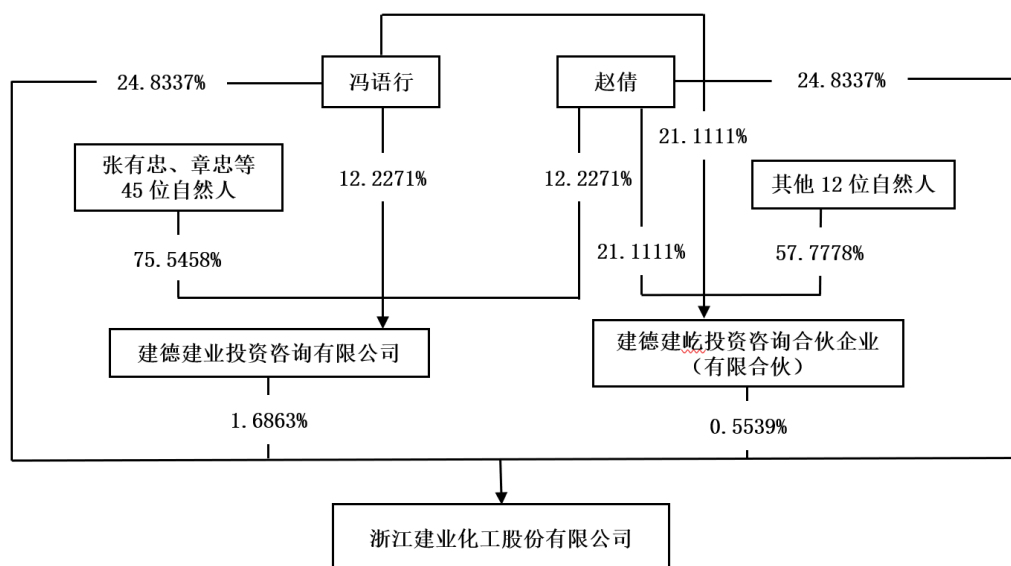 24.8337%
冯语行
赵倩
24.8337%
21.1111%
张有忠、章忠等
45 位自然人
12.2271%
12.2271%
其他 12 位自然人
75.5458%
21.1111%
57.7778%
建德建业投资咨询有限公司
建德建屹投资咨询合伙企业
（有限合伙）
1.6863%
0.5539%
浙江建业化工股份有限公司